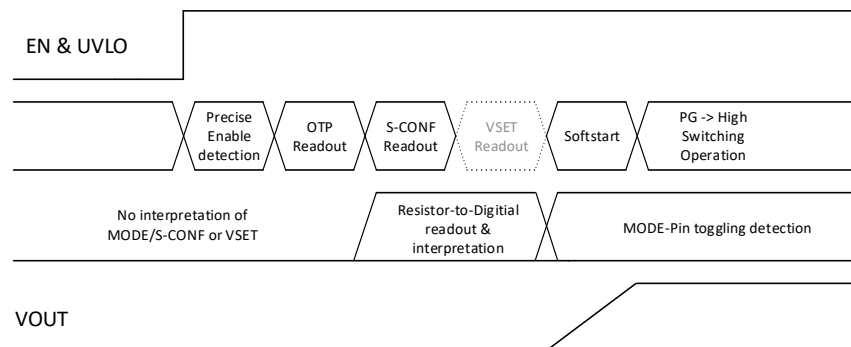 EN & UVLO
Precise
Enable
detection
OTP
Readout
S-CONF
Readout
VSET
Readout
Softstart
PG -> High
Switching
Operation
No interpretation of
MODE/S-CONF or VSET
Resistor-to-Digitial
readout &
interpretation
MODE-Pin toggling detection
VOUT